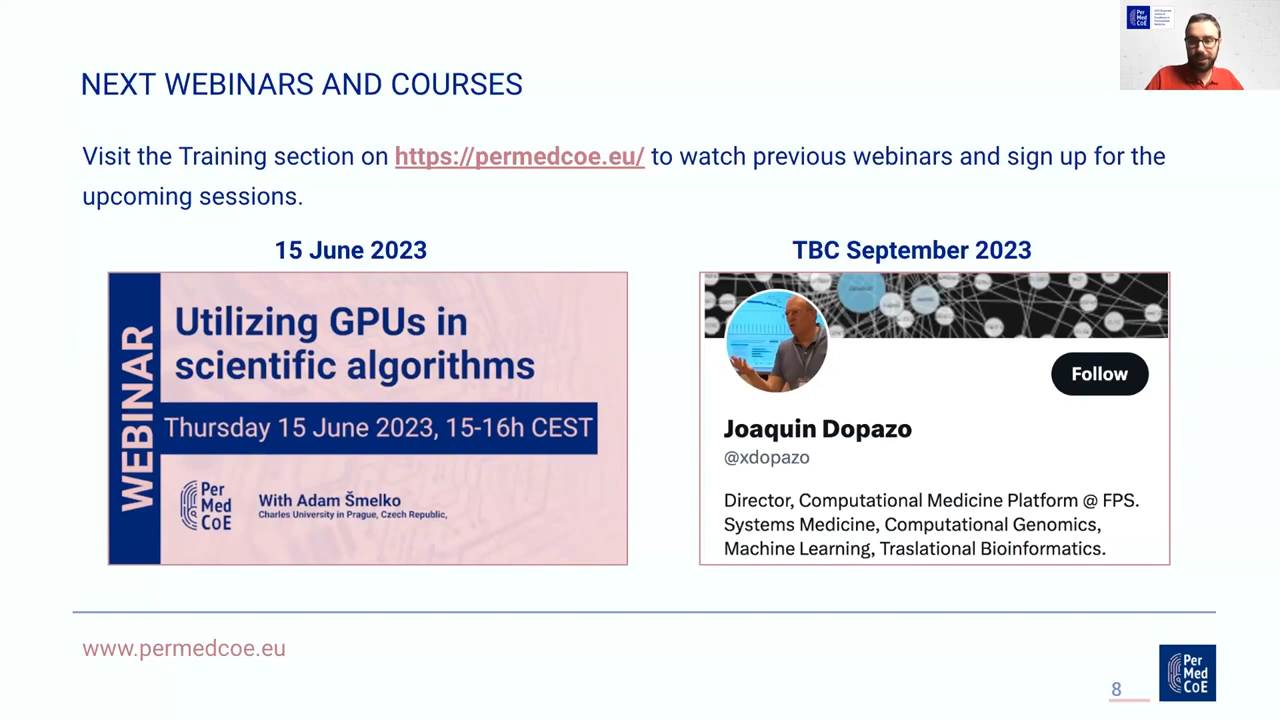 Per
Med
CoE
NEXT WEBINARS AND COURSES
Visit the Training section on https://permedcoe.eu/ to watch previous webinars and sign up for the
upcoming sessions.
15 June 2023
WEBINAR
Utilizing GPUs in
scientific algorithms
Thursday 15 June 2023, 15-16h CEST
Per
Med
CoE
With Adam Šmelko
Charles University in Prague, Czech Republic,
TBC September 2023
Follow
Joaquin Dopazo
@xdopazo
Director, Computational Medicine Platform @ FPS.
Systems Medicine, Computational Genomics,
Machine Learning, Traslational Bioinformatics.
www.permedcoe.eu
8
Per
Med
CoE